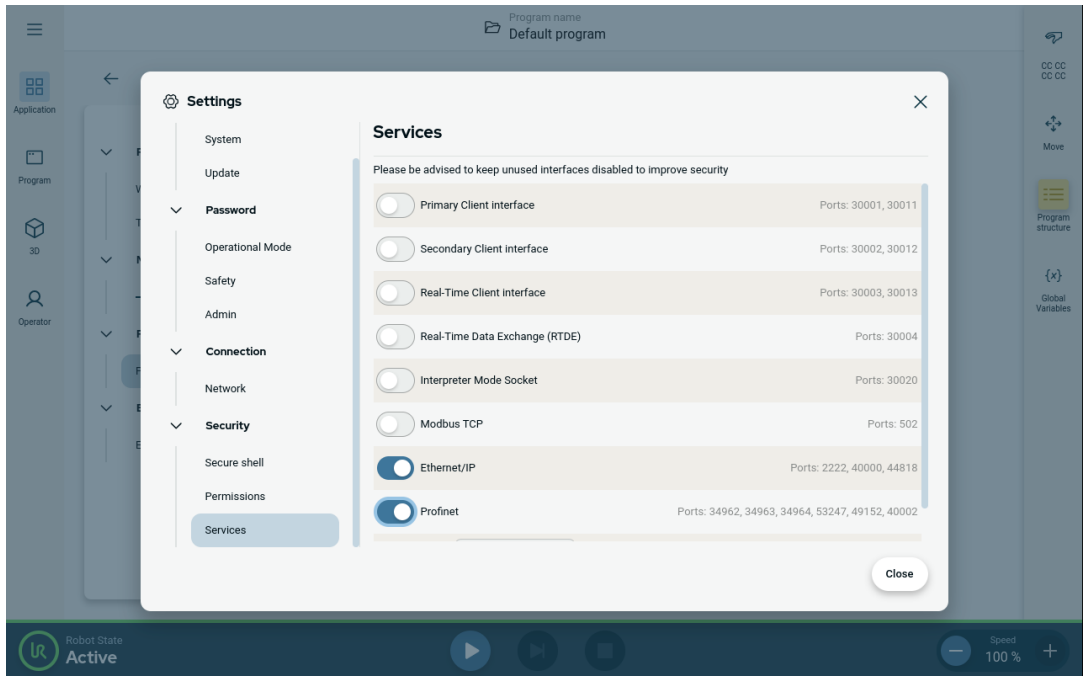 Program name
Default program
Application
Program
3D
Operator
Settings
System
Update
Password
Operational Mode
Safety
Admin
Connection
Network
Security
Secure shell
Permissions
Services
Services
Please be advised to keep unused interfaces disabled to improve security
Primary Client interface Ports: 30001, 30011
Secondary Client interface Ports: 30002, 30012
Real-Time Client interface Ports: 30003, 30013
Real-Time Data Exchange (RTDE) Ports: 30004
Interpreter Mode Socket Ports: 30020
Modbus TCP Ports: 502
Ethernet/IP Ports: 2222, 40000, 44818
Profinet Ports: 34962, 34963, 34964, 53247, 49152, 40002
Close
CC CC
CC CC
Move
Program
structure
{x}
Global
Variables
UR
Robot State
Active
Speed
100 %